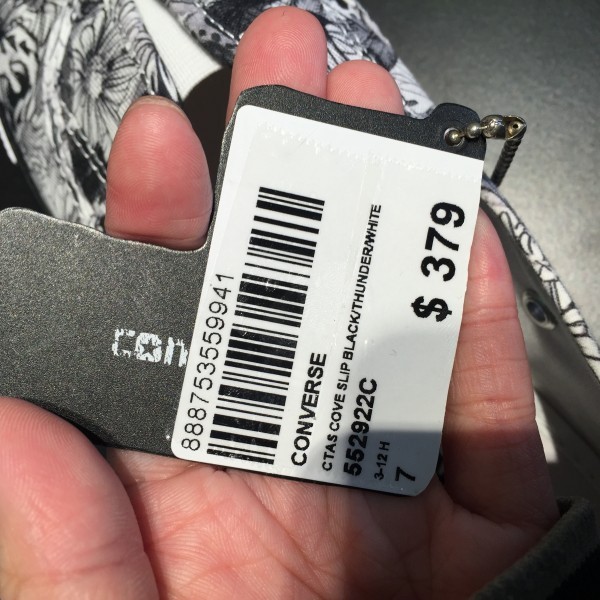 888753559941
CONVERSE
CTAS COVE SLIP BLACK/THUNDER/WHITE
552922C
3-12 H
7
$ 379
CON